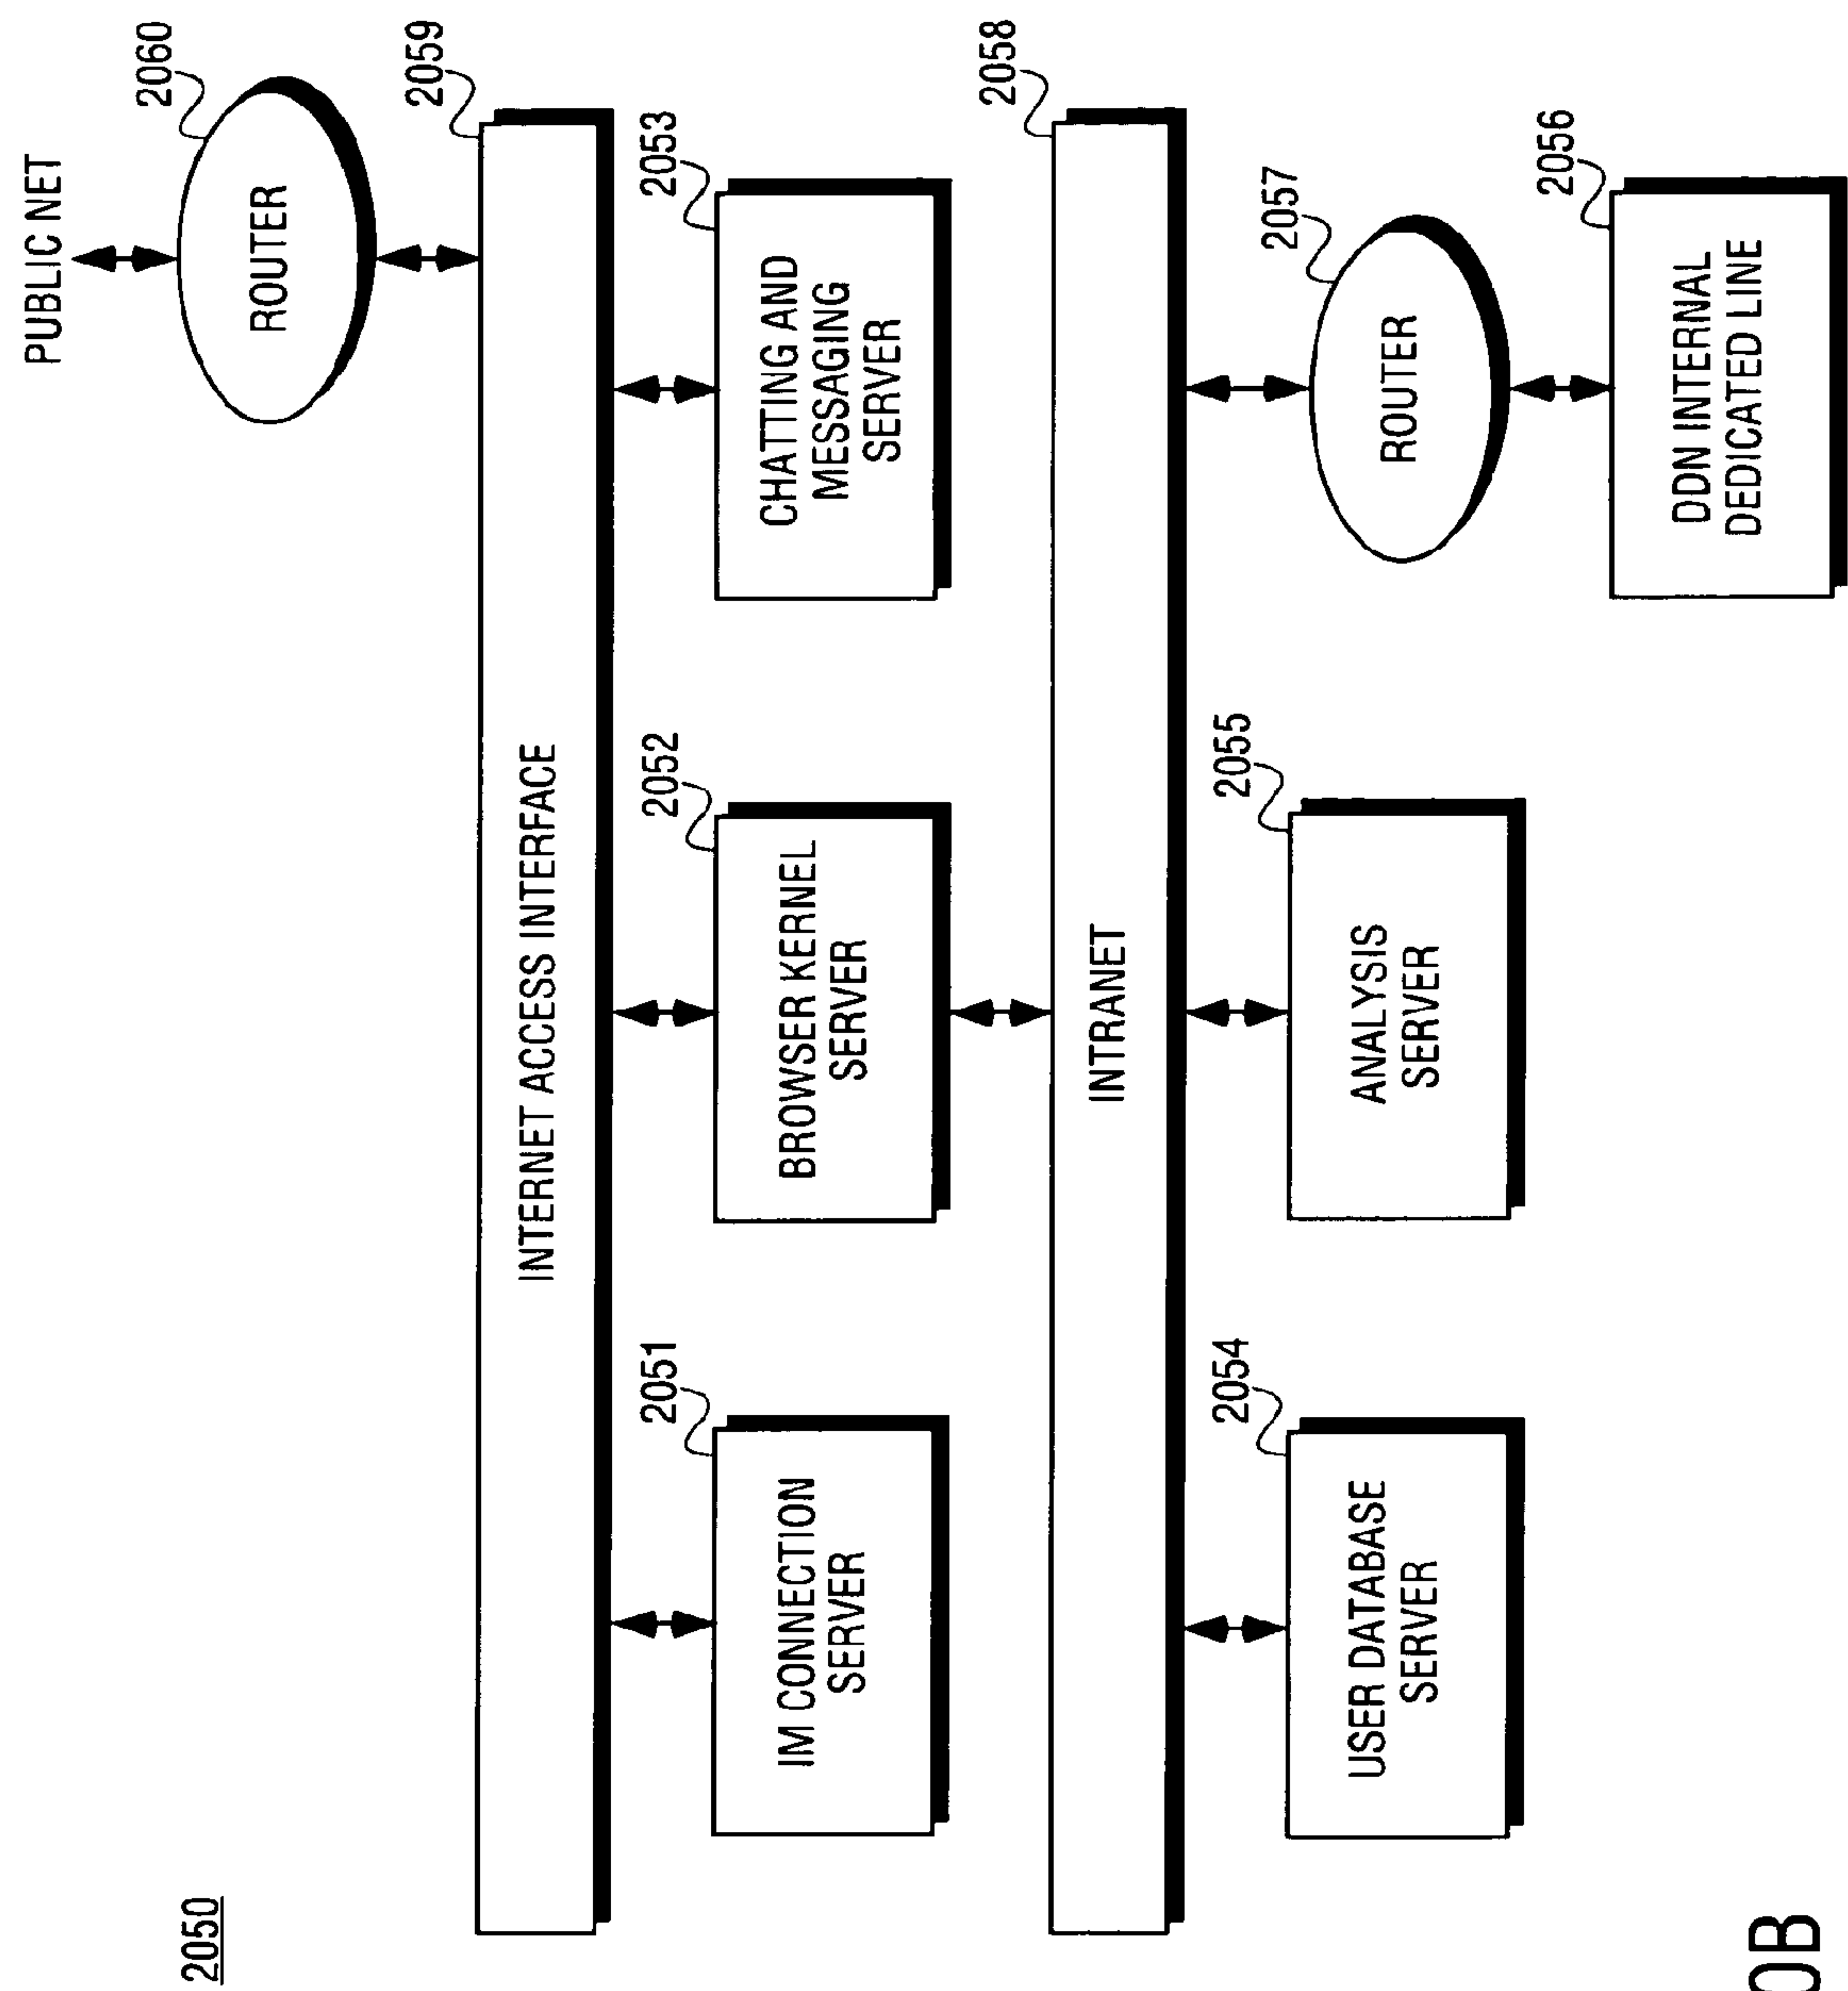 2050
PUBLIC NET
2060
ROUTER
2059
INTERNET ACCESS INTERFACE
2051
IM CONNECTION
SERVER
2052
BROWSER KERNEL
SERVER
2053
CHATTING AND
MESSAGING
SERVER
2058
INTRANET
2054
USER DATABASE
SERVER
2055
ANALYSIS
SERVER
2057
ROUTER
2056
DDN INTERNAL
DEDICATED LINE
0B